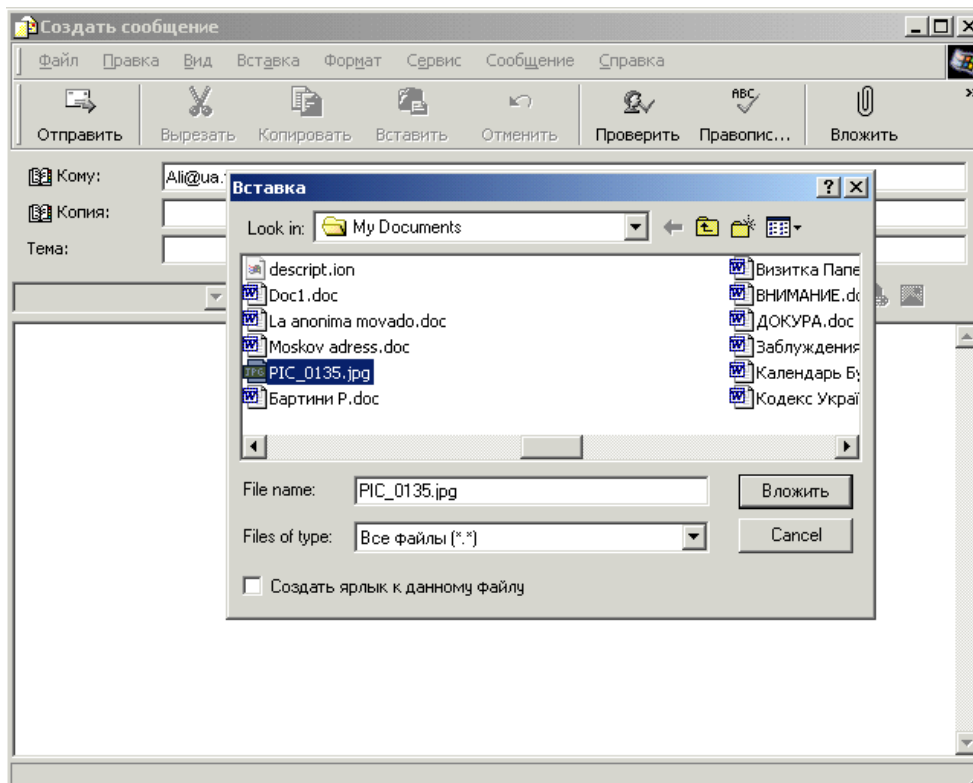 Создать сообщение
Файл Правка Вид Вставка Формат Сервис Сообщение Справка
ABC
Отправить Вырезать Копировать Вставить Отменить Проверить Правопис... Вложить
Кому: Ali@ua.
Вставка
Копия:
Look in: My Documents
Тема:
descript.ion
Doc1.doc
La anonima movado.doc
Moskov adress.doc
PIC_0135.jpg
Бартини Р.doc
Визитка Папе
ВНИМАНИЕ.do
ДОКУРА.doc
Заблуждения
Календарь Бу
Кодекс Украї
File name: PIC_0135.jpg Вложить
Files of type: Все файлы (*.*) Cancel
Создать ярлык к данному файлу